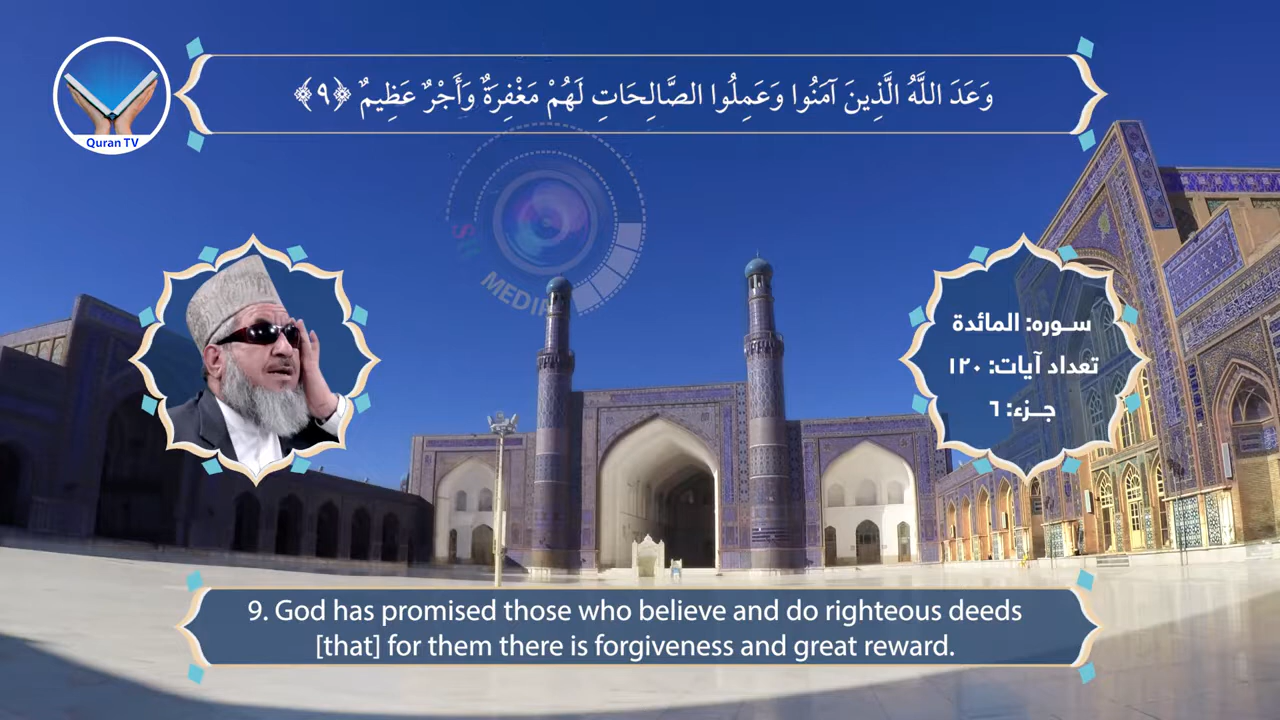 وَعَدَ اللَّهُ الَّذِينَ آمَنُوا وَعَمِلُوا الصَّالِحَاتِ لَهُمْ مَغْفِرَةٌ وَأَجْرٌ عَظِيمٌ ﴿٩﴾
Quran TV
MEDIA
سوره: المائدة
تعداد آیات: ١٢٠
جزء: ٦
9. God has promised those who believe and do righteous deeds
[that] for them there is forgiveness and great reward.